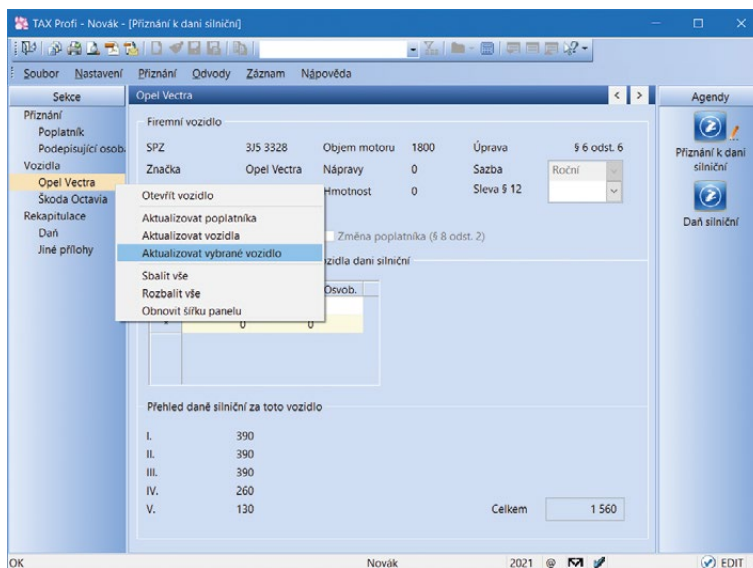 TAX Profi - Novák - [Přiznání k dani silniční]
Soubor Nastavení Přiznání Odvody Záznam Nápověda
Sekce
Přiznání
Poplatník
Podepisující osob
Vozidla
Opel Vectra
Škoda Octavia
Rekapitulace
Daň
Jiné přílohy
Otevřít vozidlo
Aktualizovat poplatníka
Aktualizovat vozidla
Aktualizovat vybrané vozidlo
Sbalit vše
Rozbalit vše
Obnovit šířku panelu
Opel Vectra
Firemní vozidlo
SPZ 3J5 3328 Objem motoru 1800 Úprava § 6 odst. 6
Značka Opel Vectra Nápravy 0 Sazba Roční
Hmotnost 0 Sleva § 12
Změna poplatníka (§ 8 odst. 2)
ozidla dani silniční
Osvob.
* 0 0
Přehled daně silniční za toto vozidlo
I. 390
II. 390
III. 390
IV. 260
V. 130
Celkem 1 560
Agendy
Přiznání k dani
silniční
Daň silniční
OK Novák 2021 @ EDIT